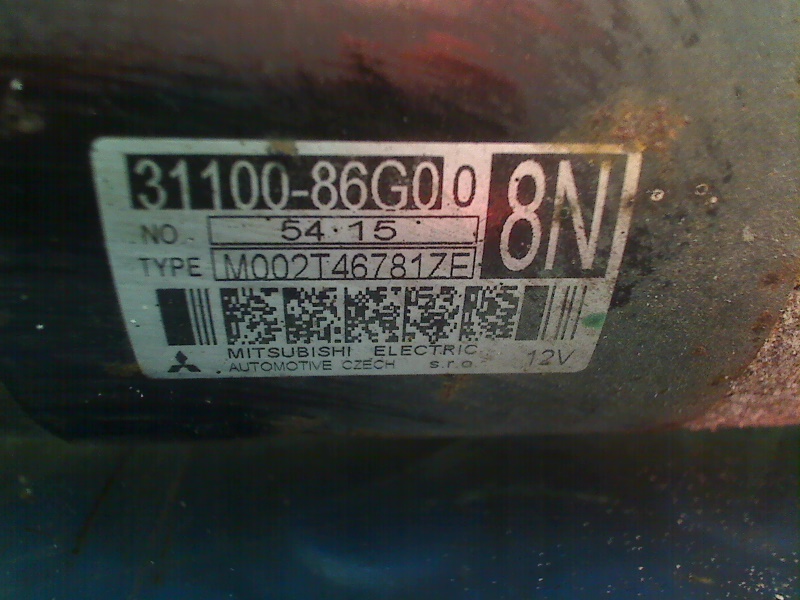 31100-86G00
8N
NO. 54·15
TYPE M002T46781ZE
MITSUBISHI ELECTRIC
AUTOMOTIVE CZECH s.r.o
12V